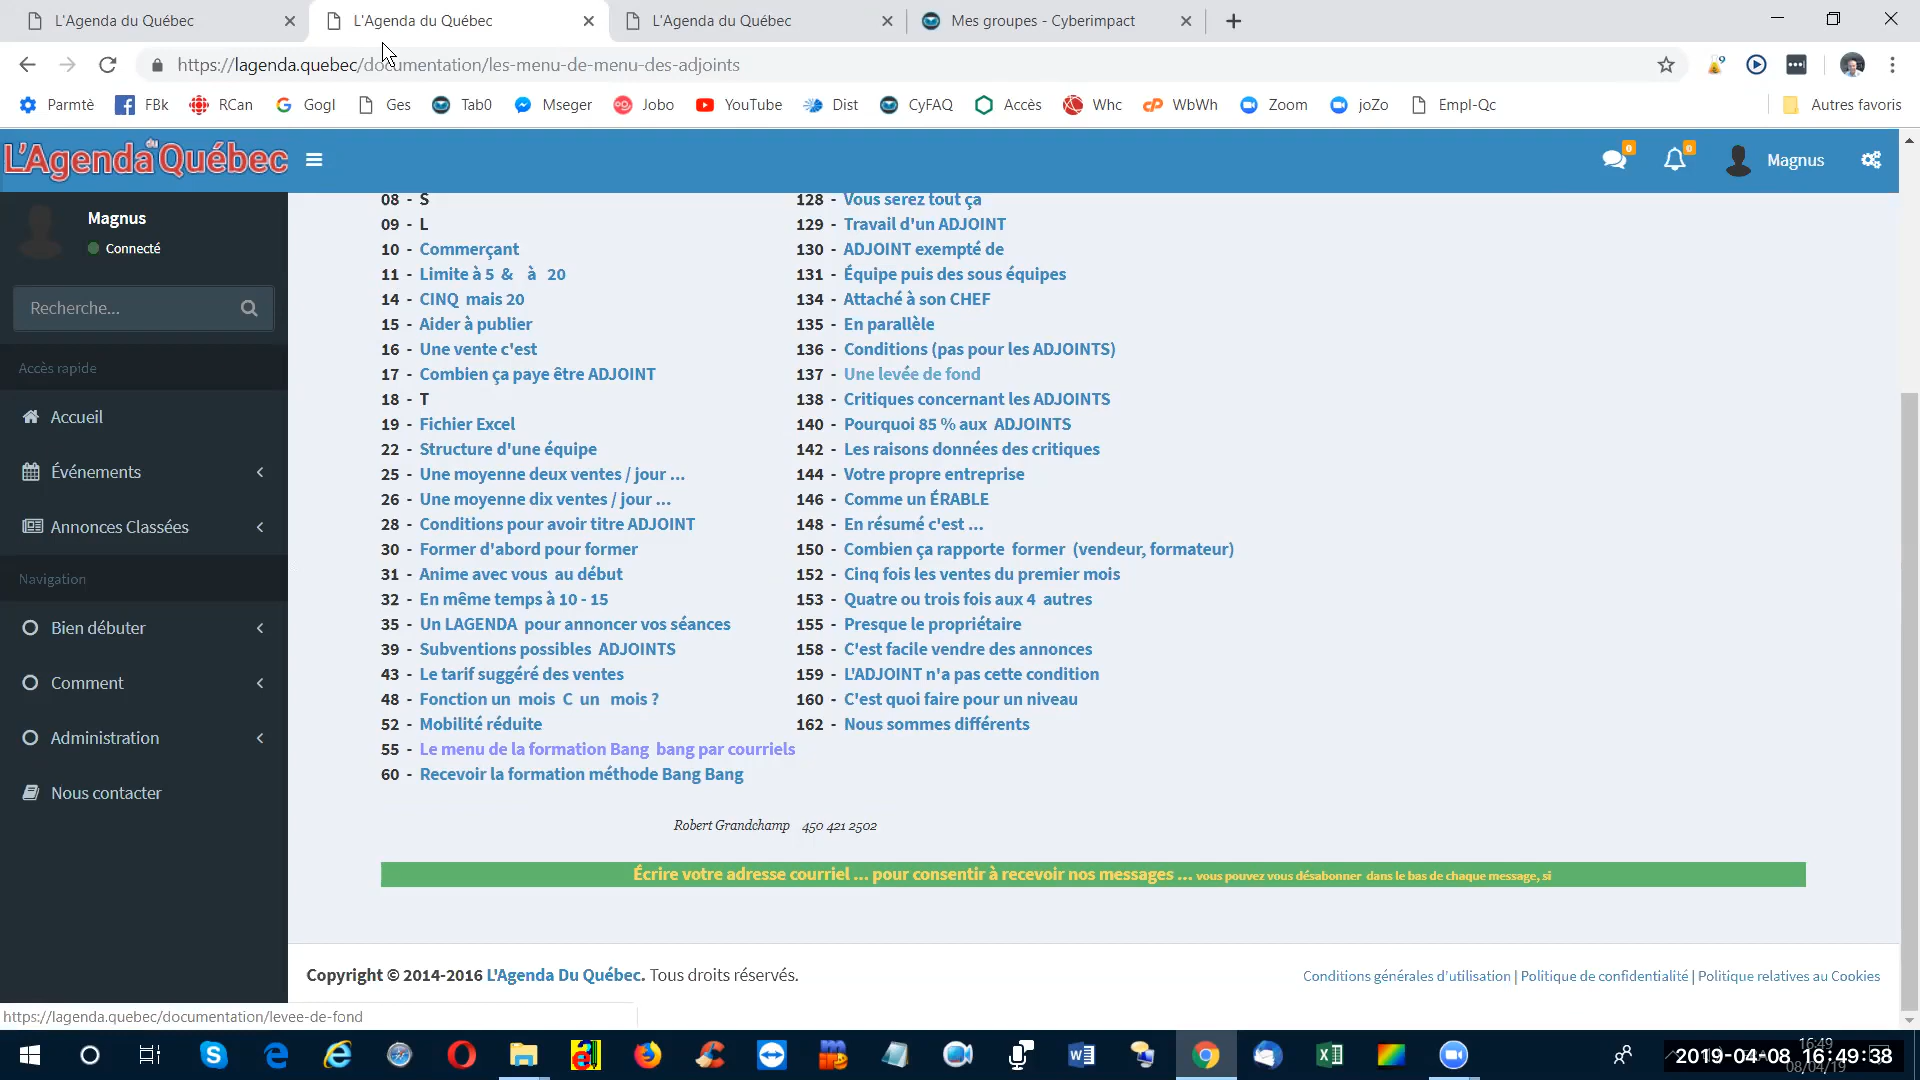 L'Agenda du Québec
L'Agenda du Québec
L'Agenda du Québec
Mes groupes - Cyberimpact
https://lagenda.quebec/documentation/les-menu-de-menu-des-adjoints
Parmtè
FBk
RCan
Gogl
Ges
Tab0
Mseger
Jobo
YouTube
Dist
CyFAQ
Accès
Whc
WbWh
Zoom
joZo
Empl-Qc
Autres favoris
L'Agenda du Québec
0
0
Magnus
Magnus
Connecté
Recherche...
Accès rapide
Accueil
Événements
Annonces Classées
Navigation
Bien débuter
Comment
Administration
Nous contacter
08 - S
09 - L
10 - Commerçant
11 - Limite à 5 & à 20
14 - CINQ mais 20
15 - Aider à publier
16 - Une vente c'est
17 - Combien ça paye être ADJOINT
18 - T
19 - Fichier Excel
22 - Structure d'une équipe
25 - Une moyenne deux ventes / jour ...
26 - Une moyenne dix ventes / jour ...
28 - Conditions pour avoir titre ADJOINT
30 - Former d'abord pour former
31 - Anime avec vous au début
32 - En même temps à 10 - 15
35 - Un LAGENDA pour annoncer vos séances
39 - Subventions possibles ADJOINTS
43 - Le tarif suggéré des ventes
48 - Fonction un mois C un mois ?
52 - Mobilité réduite
55 - Le menu de la formation Bang bang par courriels
60 - Recevoir la formation méthode Bang Bang
128 - Vous serez tout ça
129 - Travail d'un ADJOINT
130 - ADJOINT exempté de
131 - Équipe puis des sous équipes
134 - Attaché à son CHEF
135 - En parallèle
136 - Conditions (pas pour les ADJOINTS)
137 - Une levée de fond
138 - Critiques concernant les ADJOINTS
140 - Pourquoi 85 % aux ADJOINTS
142 - Les raisons données des critiques
144 - Votre propre entreprise
146 - Comme un ÉRABLE
148 - En résumé c'est ...
150 - Combien ça rapporte former (vendeur, formateur)
152 - Cinq fois les ventes du premier mois
153 - Quatre ou trois fois aux 4 autres
155 - Presque le propriétaire
158 - C'est facile vendre des annonces
159 - L'ADJOINT n'a pas cette condition
160 - C'est quoi faire pour un niveau
162 - Nous sommes différents
Robert Grandchamp 450 421 2502
Écrire votre adresse courriel ... pour consentir à recevoir nos messages ... vous pouvez vous désabonner dans le bas de chaque message, si
Copyright © 2014-2016 L'Agenda Du Québec. Tous droits réservés.
Conditions générales d'utilisation | Politique de confidentialité | Politique relatives au Cookies
https://lagenda.quebec/documentation/levee-de-fond
16:49
2019-04-08 16:49:38
08/04/19